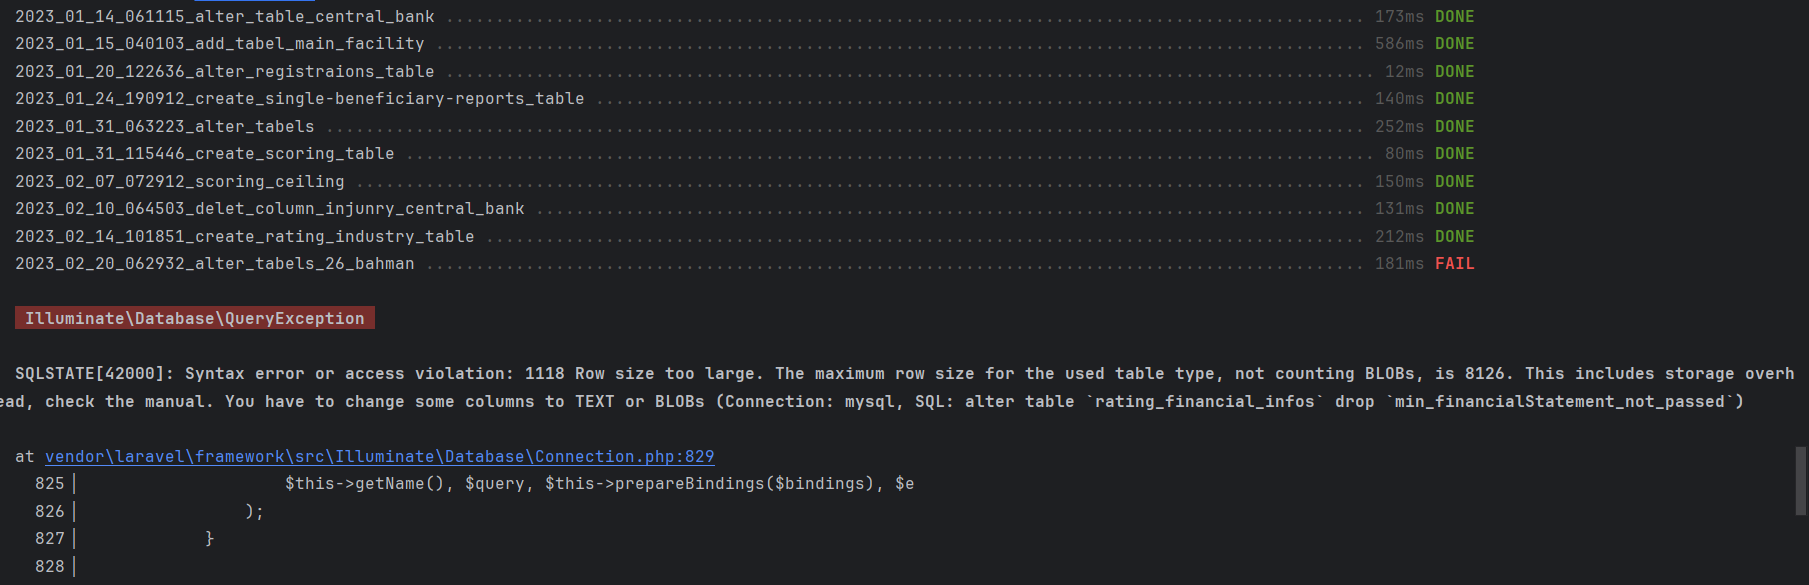 2023_01_14_061115_alter_table_central_bank ............................................................................................ 173ms DONE
2023_01_15_040103_add_tabel_main_facility ............................................................................................. 586ms DONE
2023_01_20_122636_alter_registraions_table ............................................................................................. 12ms DONE
2023_01_24_190912_create_single-beneficiary-reports_table ............................................................................. 140ms DONE
2023_01_31_063223_alter_tabels ........................................................................................................ 252ms DONE
2023_01_31_115446_create_scoring_table ................................................................................................. 80ms DONE
2023_02_07_072912_scoring_ceiling ..................................................................................................... 150ms DONE
2023_02_10_064503_delet_column_injunry_central_bank ................................................................................... 131ms DONE
2023_02_14_101851_create_rating_industry_table ........................................................................................ 212ms DONE
2023_02_20_062932_alter_tabels_26_bahman .............................................................................................. 181ms FAIL
Illuminate\Database\QueryException
SQLSTATE[42000]: Syntax error or access violation: 1118 Row size too large. The maximum row size for the used table type, not counting BLOBs, is 8126. This includes storage overh
ead, check the manual. You have to change some columns to TEXT or BLOBs (Connection: mysql, SQL: alter table `rating_financial_infos` drop `min_financialStatement_not_passed`)
at vendor\laravel\framework\src\Illuminate\Database\Connection.php:829
825| $this->getName(), $query, $this->prepareBindings($bindings), $e
826| );
827| }
828|